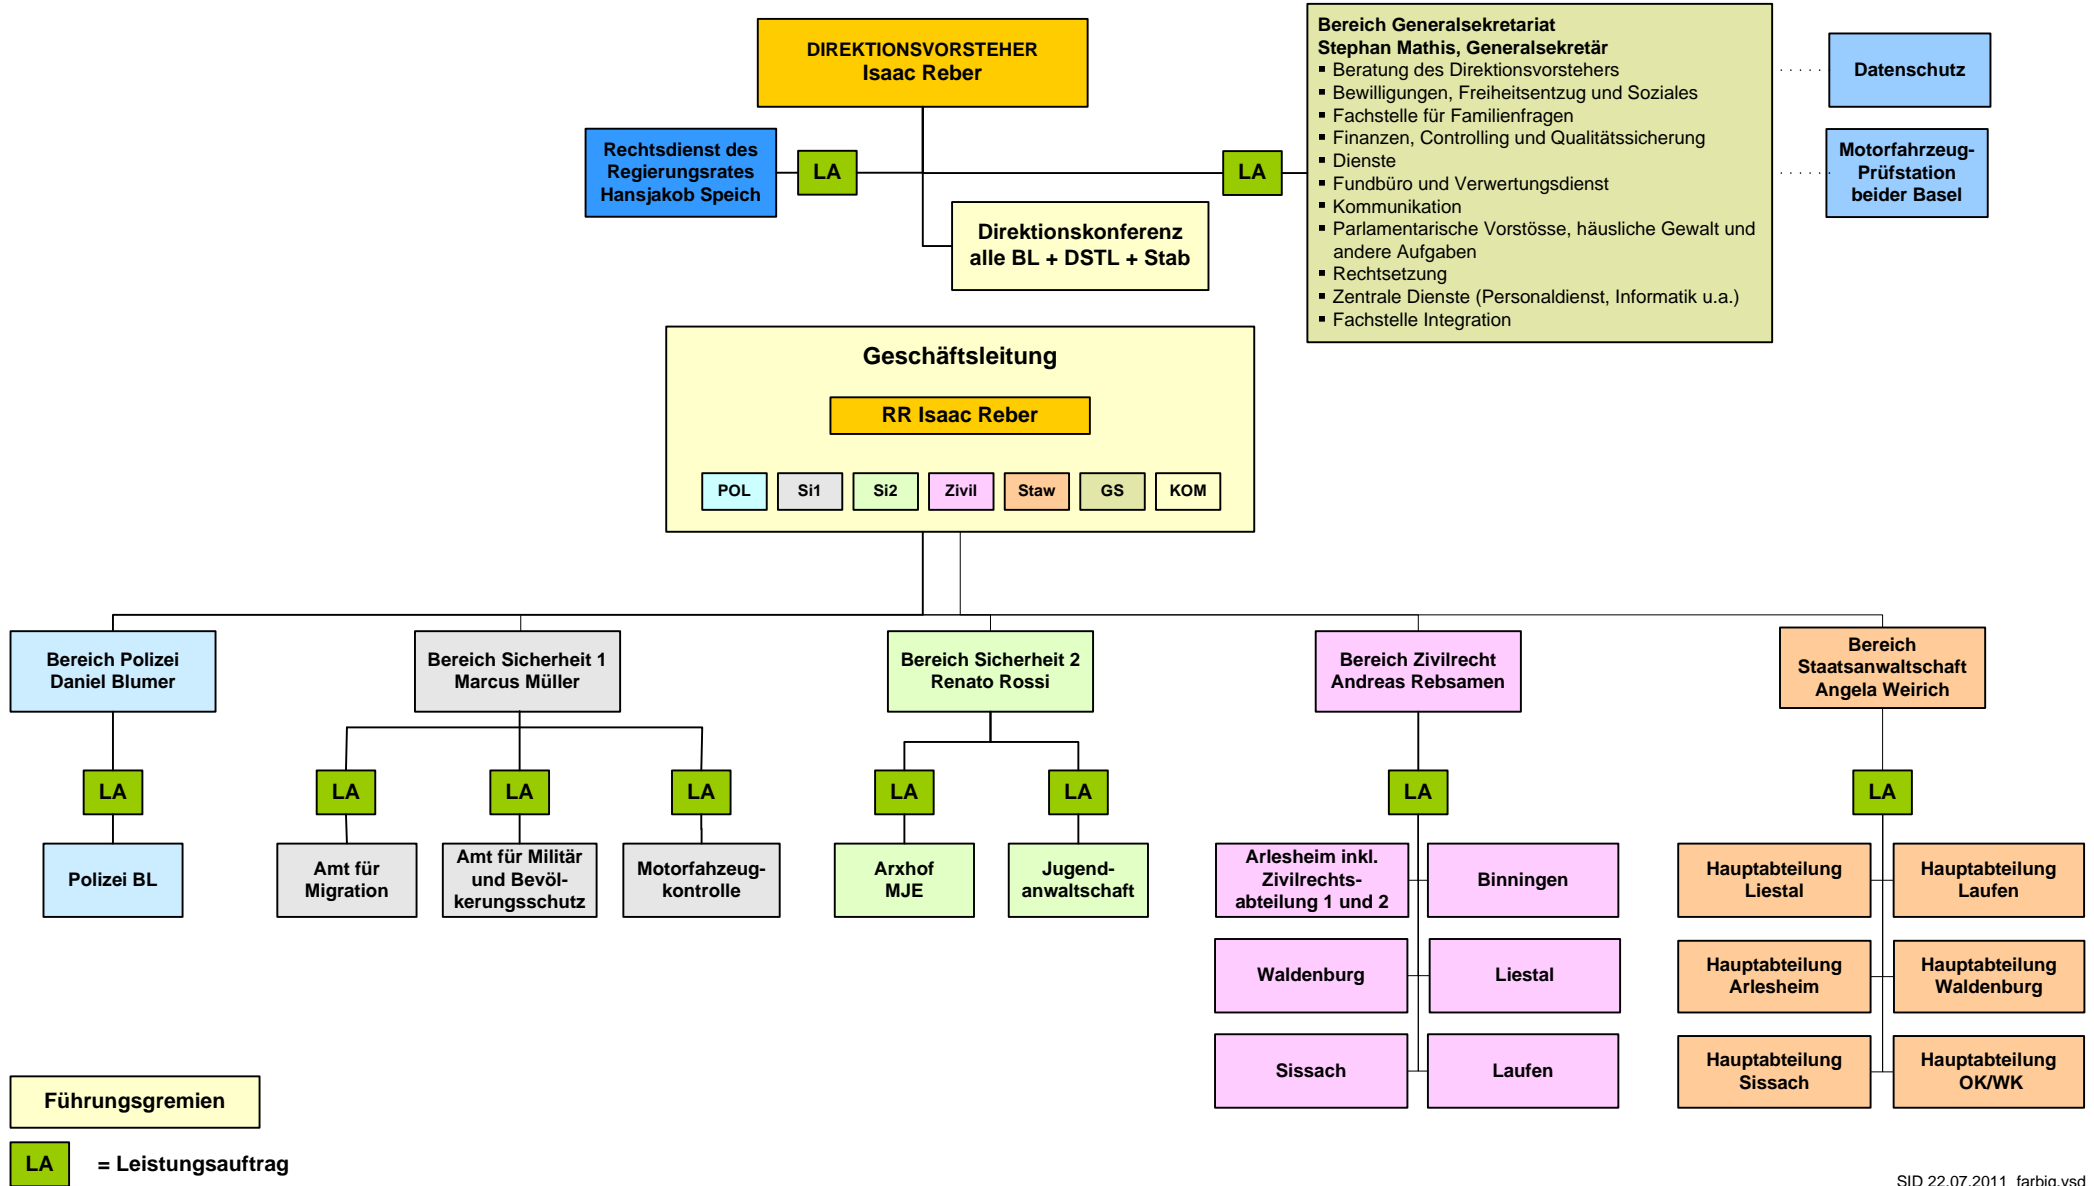 DIREKTIONSVORSTEHER
Isaac Reber
Rechtsdienst des
Regierungsrates
Hansjakob Speich
LA
LA
Direktionskonferenz
alle BL + DSTL + Stab
Bereich Generalsekretariat
Stephan Mathis, Generalsekretär
▪ Beratung des Direktionsvorstehers
▪ Bewilligungen, Freiheitsentzug und Soziales
▪ Fachstelle für Familienfragen
▪ Finanzen, Controlling und Qualitätssicherung
▪ Dienste
▪ Fundbüro und Verwertungsdienst
▪ Kommunikation
▪ Parlamentarische Vorstösse, häusliche Gewalt und
andere Aufgaben
▪ Rechtsetzung
▪ Zentrale Dienste (Personaldienst, Informatik u.a.)
▪ Fachstelle Integration
Datenschutz
Motorfahrzeug-
Prüfstation
beider Basel
Geschäftsleitung
RR Isaac Reber
POL
Si1
Si2
Zivil
Staw
GS
KOM
Bereich Polizei
Daniel Blumer
LA
Polizei BL
Bereich Sicherheit 1
Marcus Müller
LA
LA
LA
Amt für
Migration
Amt für Militär
und Bevöl-
kerungsschutz
Motorfahzeug-
kontrolle
Bereich Sicherheit 2
Renato Rossi
LA
LA
Arxhof
MJE
Jugend-
anwaltschaft
Bereich Zivilrecht
Andreas Rebsamen
LA
Arlesheim inkl.
Zivilrechts-
abteilung 1 und 2
Binningen
Waldenburg
Liestal
Sissach
Laufen
Bereich
Staatsanwaltschaft
Angela Weirich
LA
Hauptabteilung
Liestal
Hauptabteilung
Laufen
Hauptabteilung
Arlesheim
Hauptabteilung
Waldenburg
Hauptabteilung
Sissach
Hauptabteilung
OK/WK
Führungsgremien
LA = Leistungsauftrag
SID 22.07.2011_farbig.vsd